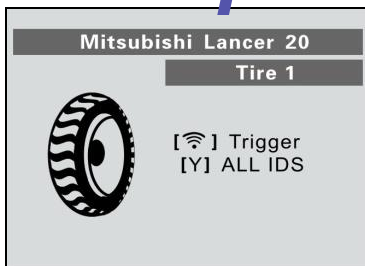 Mitsubishi Lancer 20
Tire 1
[ ] Trigger
[Y] ALL IDS